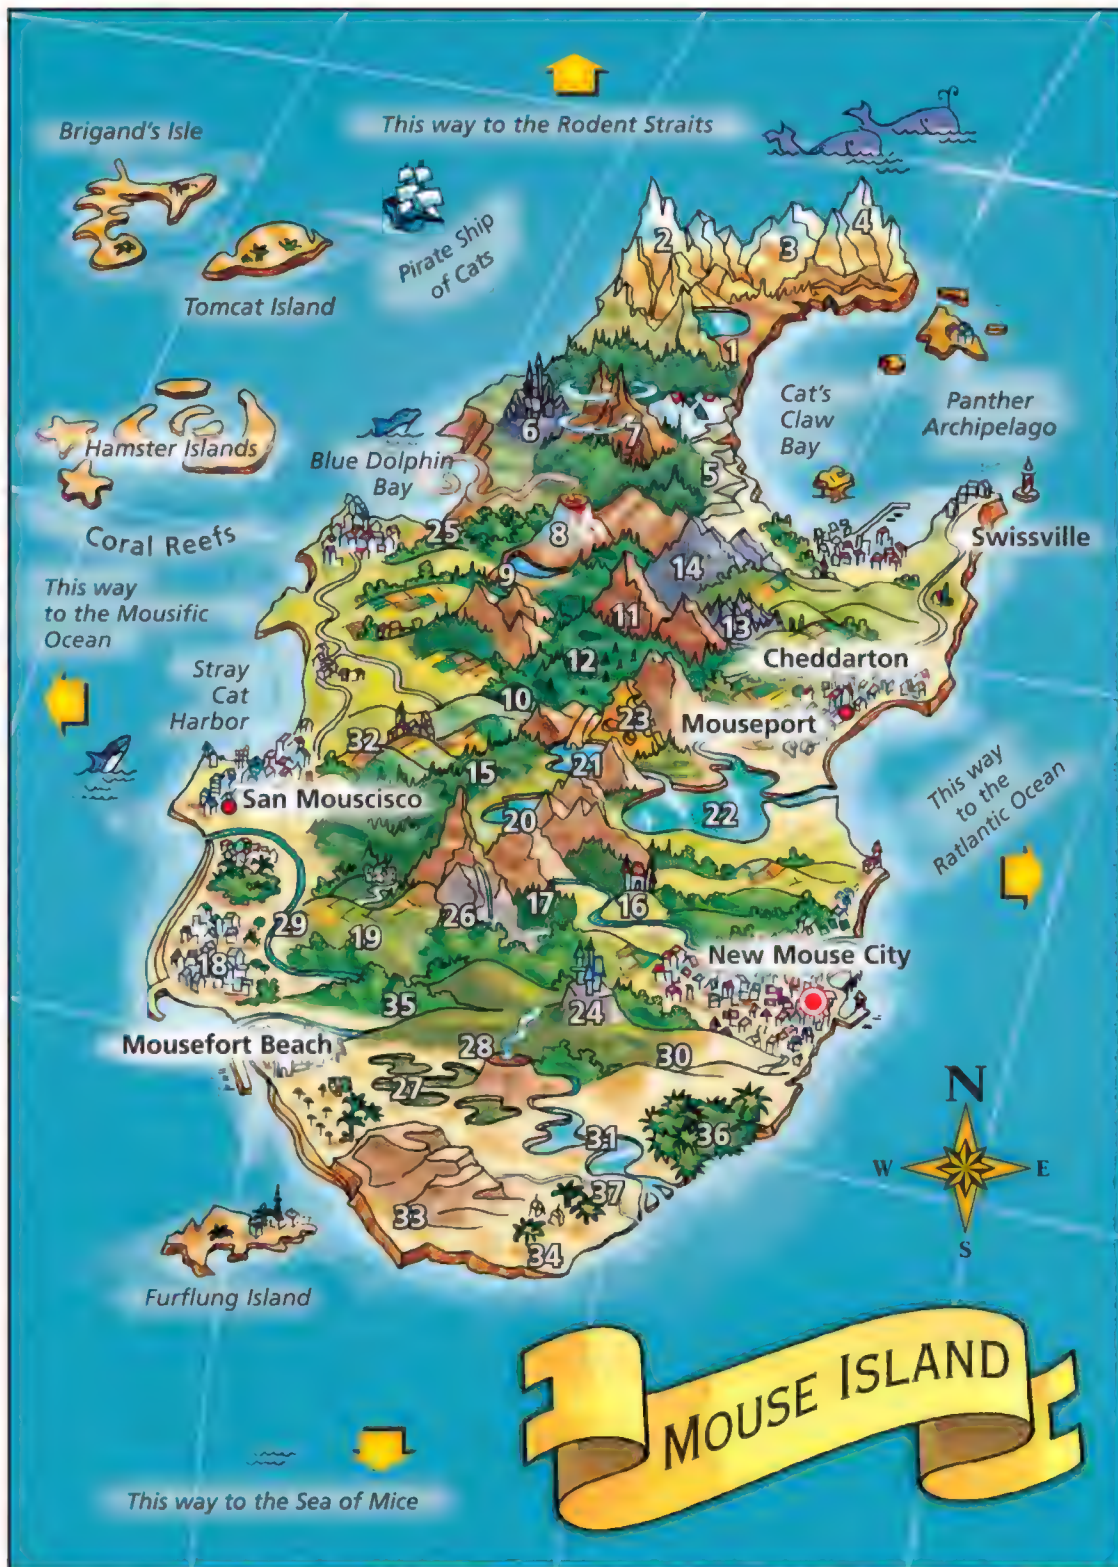 Brigand's Isle
This way to the Rodent Straits
Pirate Ship
of Cats
Tomcat Island
2
3
4
1
Cat's
Claw
Bay
Panther
Archipelago
Hamster Islands
Blue Dolphin
Bay
6
7
5
Coral Reefs
25
8
Swissville
This way
to the Mousific
Ocean
9
14
11
13
Stray
Cat
Harbor
12
Cheddarton
10
23
Mouseport
32
15
21
San Mouscisco
20
22
This way
to the
Ratlantic Ocean
29
19
26
17
16
18
New Mouse City
35
24
Mousefort Beach
28
30
27
31
36
N
W
E
S
37
33
34
Furflung Island
MOUSE ISLAND
This way to the Sea of Mice